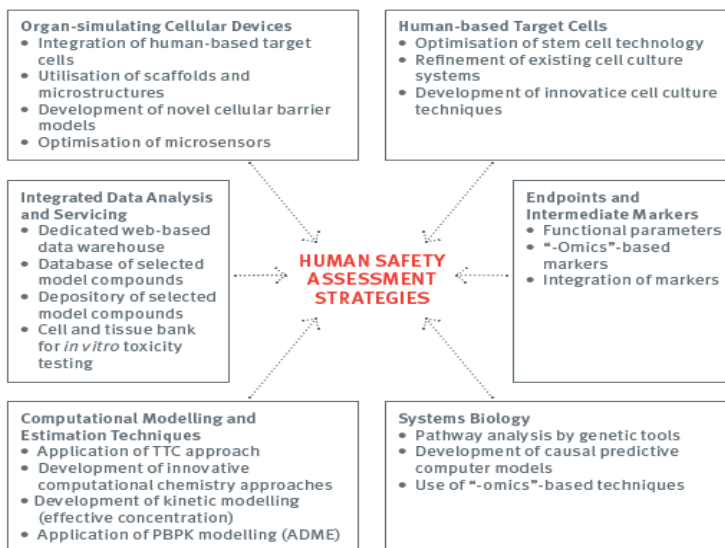 Organ-simulating Cellular Devices
• Integration of human-based target
cells
• Utilisation of scaffolds and
microstructures
• Development of novel cellular barrier
models
• Optimisation of microsensors
Human-based Target Cells
• Optimisation of stem cell technology
• Refinement of existing cell culture
systems
• Development of innovatice cell culture
techniques
Integrated Data Analysis
and Servicing
• Dedicated web-based
data warehouse
• Database of selected
model compounds
• Depository of selected
model compounds
• Cell and tissue bank
for in vitro toxicity
testing
HUMAN SAFETY
ASSESSMENT
STRATEGIES
Endpoints and
Intermediate Markers
• Functional parameters
• “-Omics”-based
markers
• Integration of markers
Computational Modelling and
Estimation Techniques
• Application of TTC approach
• Development of innovative
computational chemistry approaches
• Development of kinetic modelling
(effective concentration)
• Application of PBPK modelling (ADME)
Systems Biology
• Pathway analysis by genetic tools
• Development of causal predictive
computer models
• Use of “-omics”-based techniques